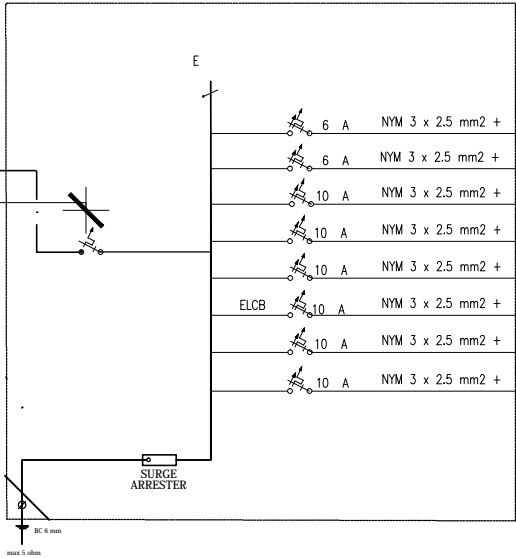 E
6 A NYM 3 x 2.5 mm2 +
6 A NYM 3 x 2.5 mm2 +
10 A NYM 3 x 2.5 mm2 +
10 A NYM 3 x 2.5 mm2 +
10 A NYM 3 x 2.5 mm2 +
ELCB 10 A NYM 3 x 2.5 mm2 +
10 A NYM 3 x 2.5 mm2 +
10 A NYM 3 x 2.5 mm2 +
SURGE
ARRESTER
BC 6 mm
max 5 ohm